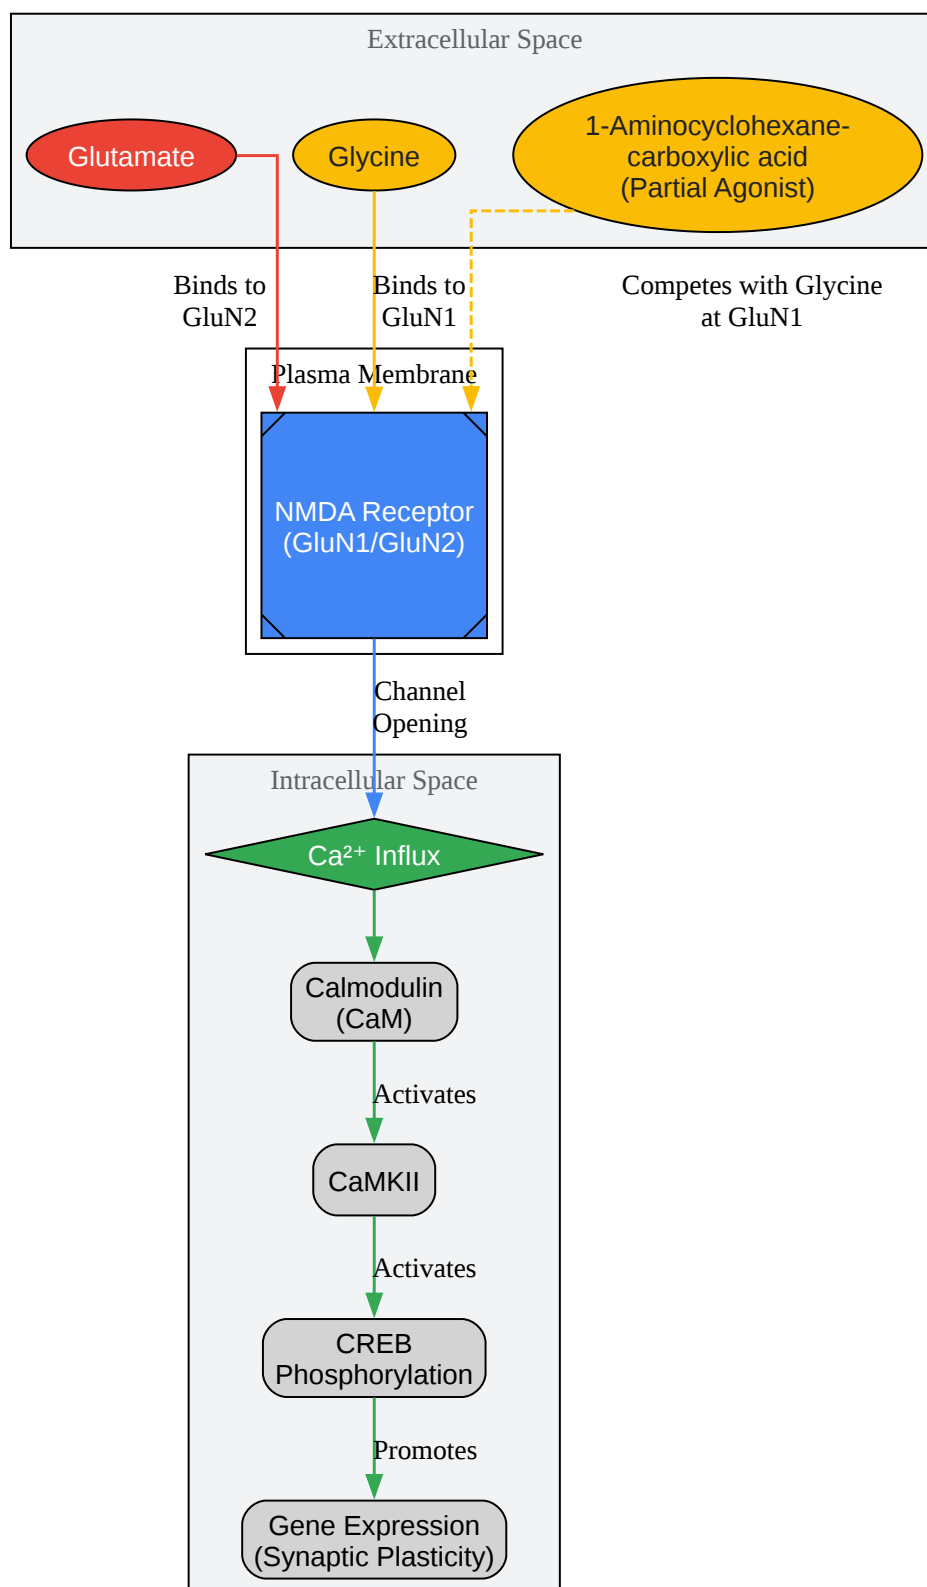 Extracellular Space
Glutamate
Glycine
1-Aminocyclohexane-
carboxylic acid
(Partial Agonist)
Binds to
GluN2
Binds to
GluN1
Competes with Glycine
at GluN1
Plasma Membrane
NMDA Receptor
(GluN1/GluN2)
Channel
Opening
Intracellular Space
Ca²⁺ Influx
Calmodulin
(CaM)
Activates
CaMKII
Activates
CREB
Phosphorylation
Promotes
Gene Expression
(Synaptic Plasticity)